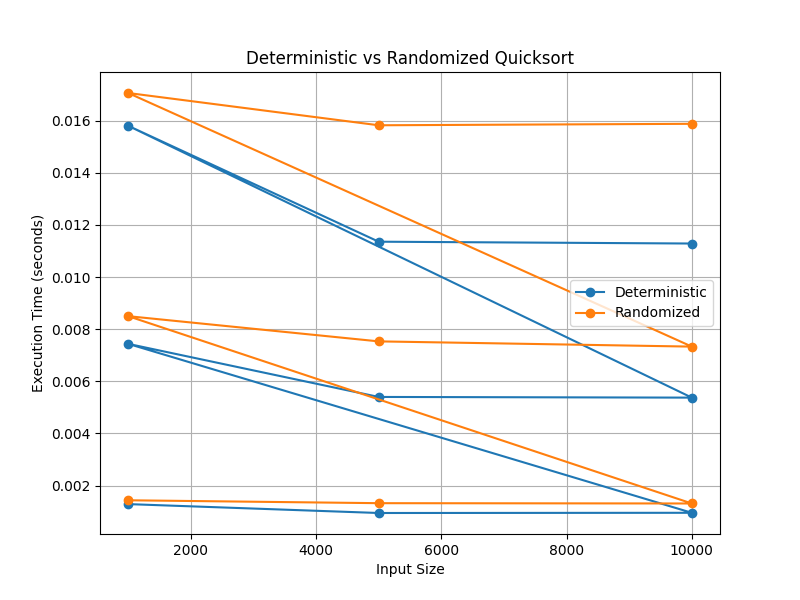 Deterministic vs Randomized Quicksort
Execution Time (seconds)
0.016
0.014
0.012
0.010
0.008
0.006
0.004
0.002
Deterministic
Randomized
2000
4000
6000
8000
10000
Input Size